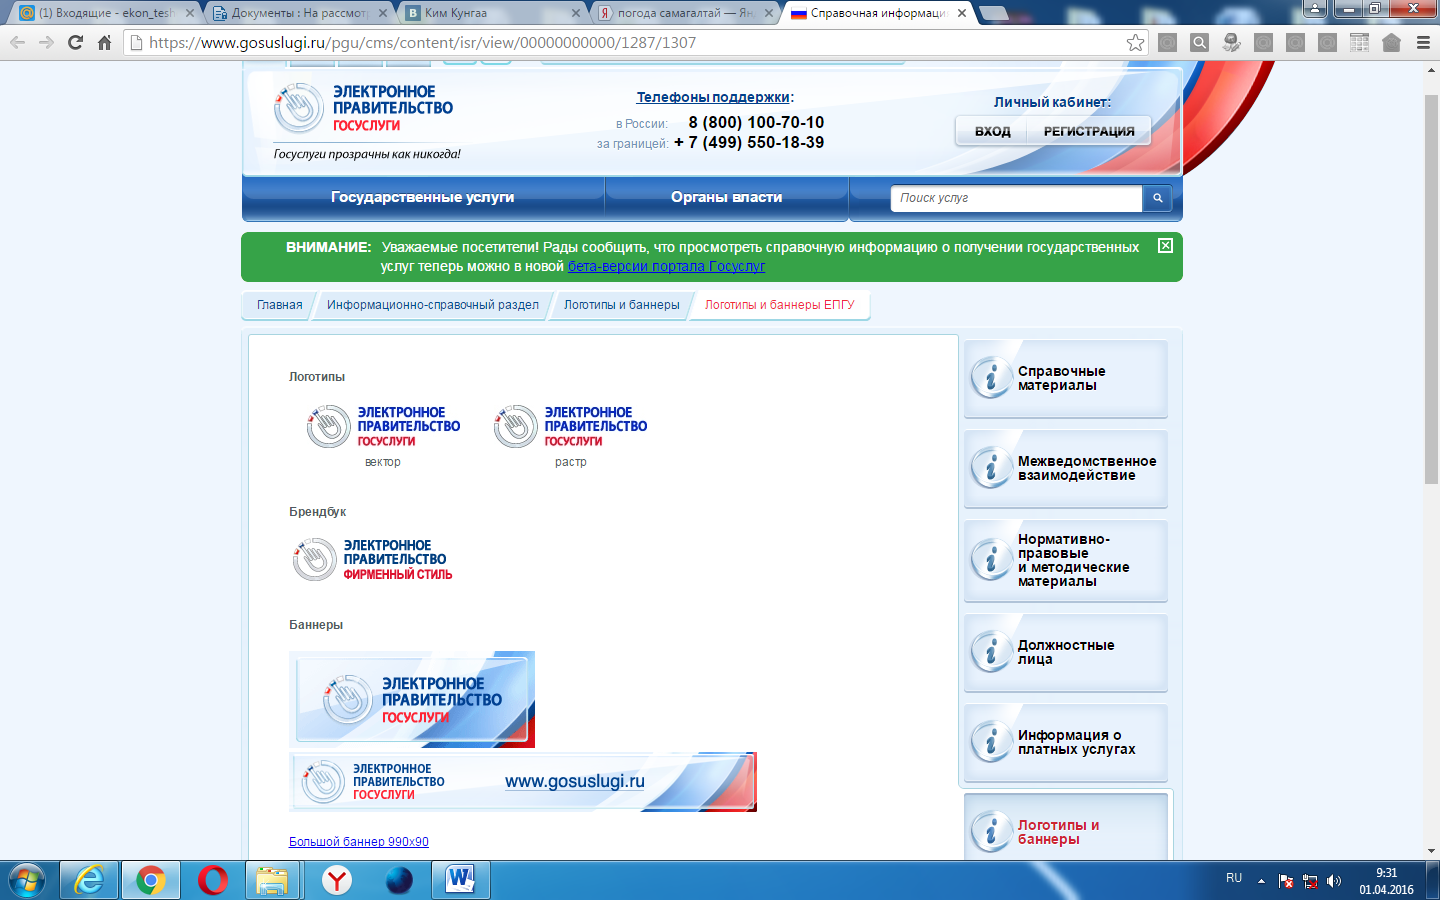 (1) Входящие - ekon_tesh
Документы : На рассмотр
Ким Кунгаа
погода самагалтай — Ян
Справочная информаци
https://www.gosuslugi.ru/pgu/cms/content/isr/view/00000000000/1287/1307
ЭЛЕКТРОННОЕ
ПРАВИТЕЛЬСТВО
ГОСУСЛУГИ
Госуслуги прозрачны как никогда!
Телефоны поддержки:
в России: 8 (800) 100-70-10
за границей: + 7 (499) 550-18-39
Личный кабинет:
ВХОД РЕГИСТРАЦИЯ
Государственные услуги
Органы власти
Поиск услуг
ВНИМАНИЕ: Уважаемые посетители! Рады сообщить, что просмотреть справочную информацию о получении государственных
услуг теперь можно в новой бета-версии портала Госуслуг
Главная
Информационно-справочный раздел
Логотипы и баннеры
Логотипы и баннеры ЕПГУ
Логотипы
ЭЛЕКТРОННОЕ
ПРАВИТЕЛЬСТВО
ГОСУСЛУГИ
вектор
ЭЛЕКТРОННОЕ
ПРАВИТЕЛЬСТВО
ГОСУСЛУГИ
растр
Брендбук
ЭЛЕКТРОННОЕ
ПРАВИТЕЛЬСТВО
ФИРМЕННЫЙ СТИЛЬ
Баннеры
ЭЛЕКТРОННОЕ
ПРАВИТЕЛЬСТВО
ГОСУСЛУГИ
ЭЛЕКТРОННОЕ
ПРАВИТЕЛЬСТВО
ГОСУСЛУГИ
www.gosuslugi.ru
Большой баннер 990x90
Справочные
материалы
Межведомственное
взаимодействие
Нормативно-
правовые
и методические
материалы
Должностные
лица
Информация о
платных услугах
Логотипы и
баннеры
RU
9:31
01.04.2016